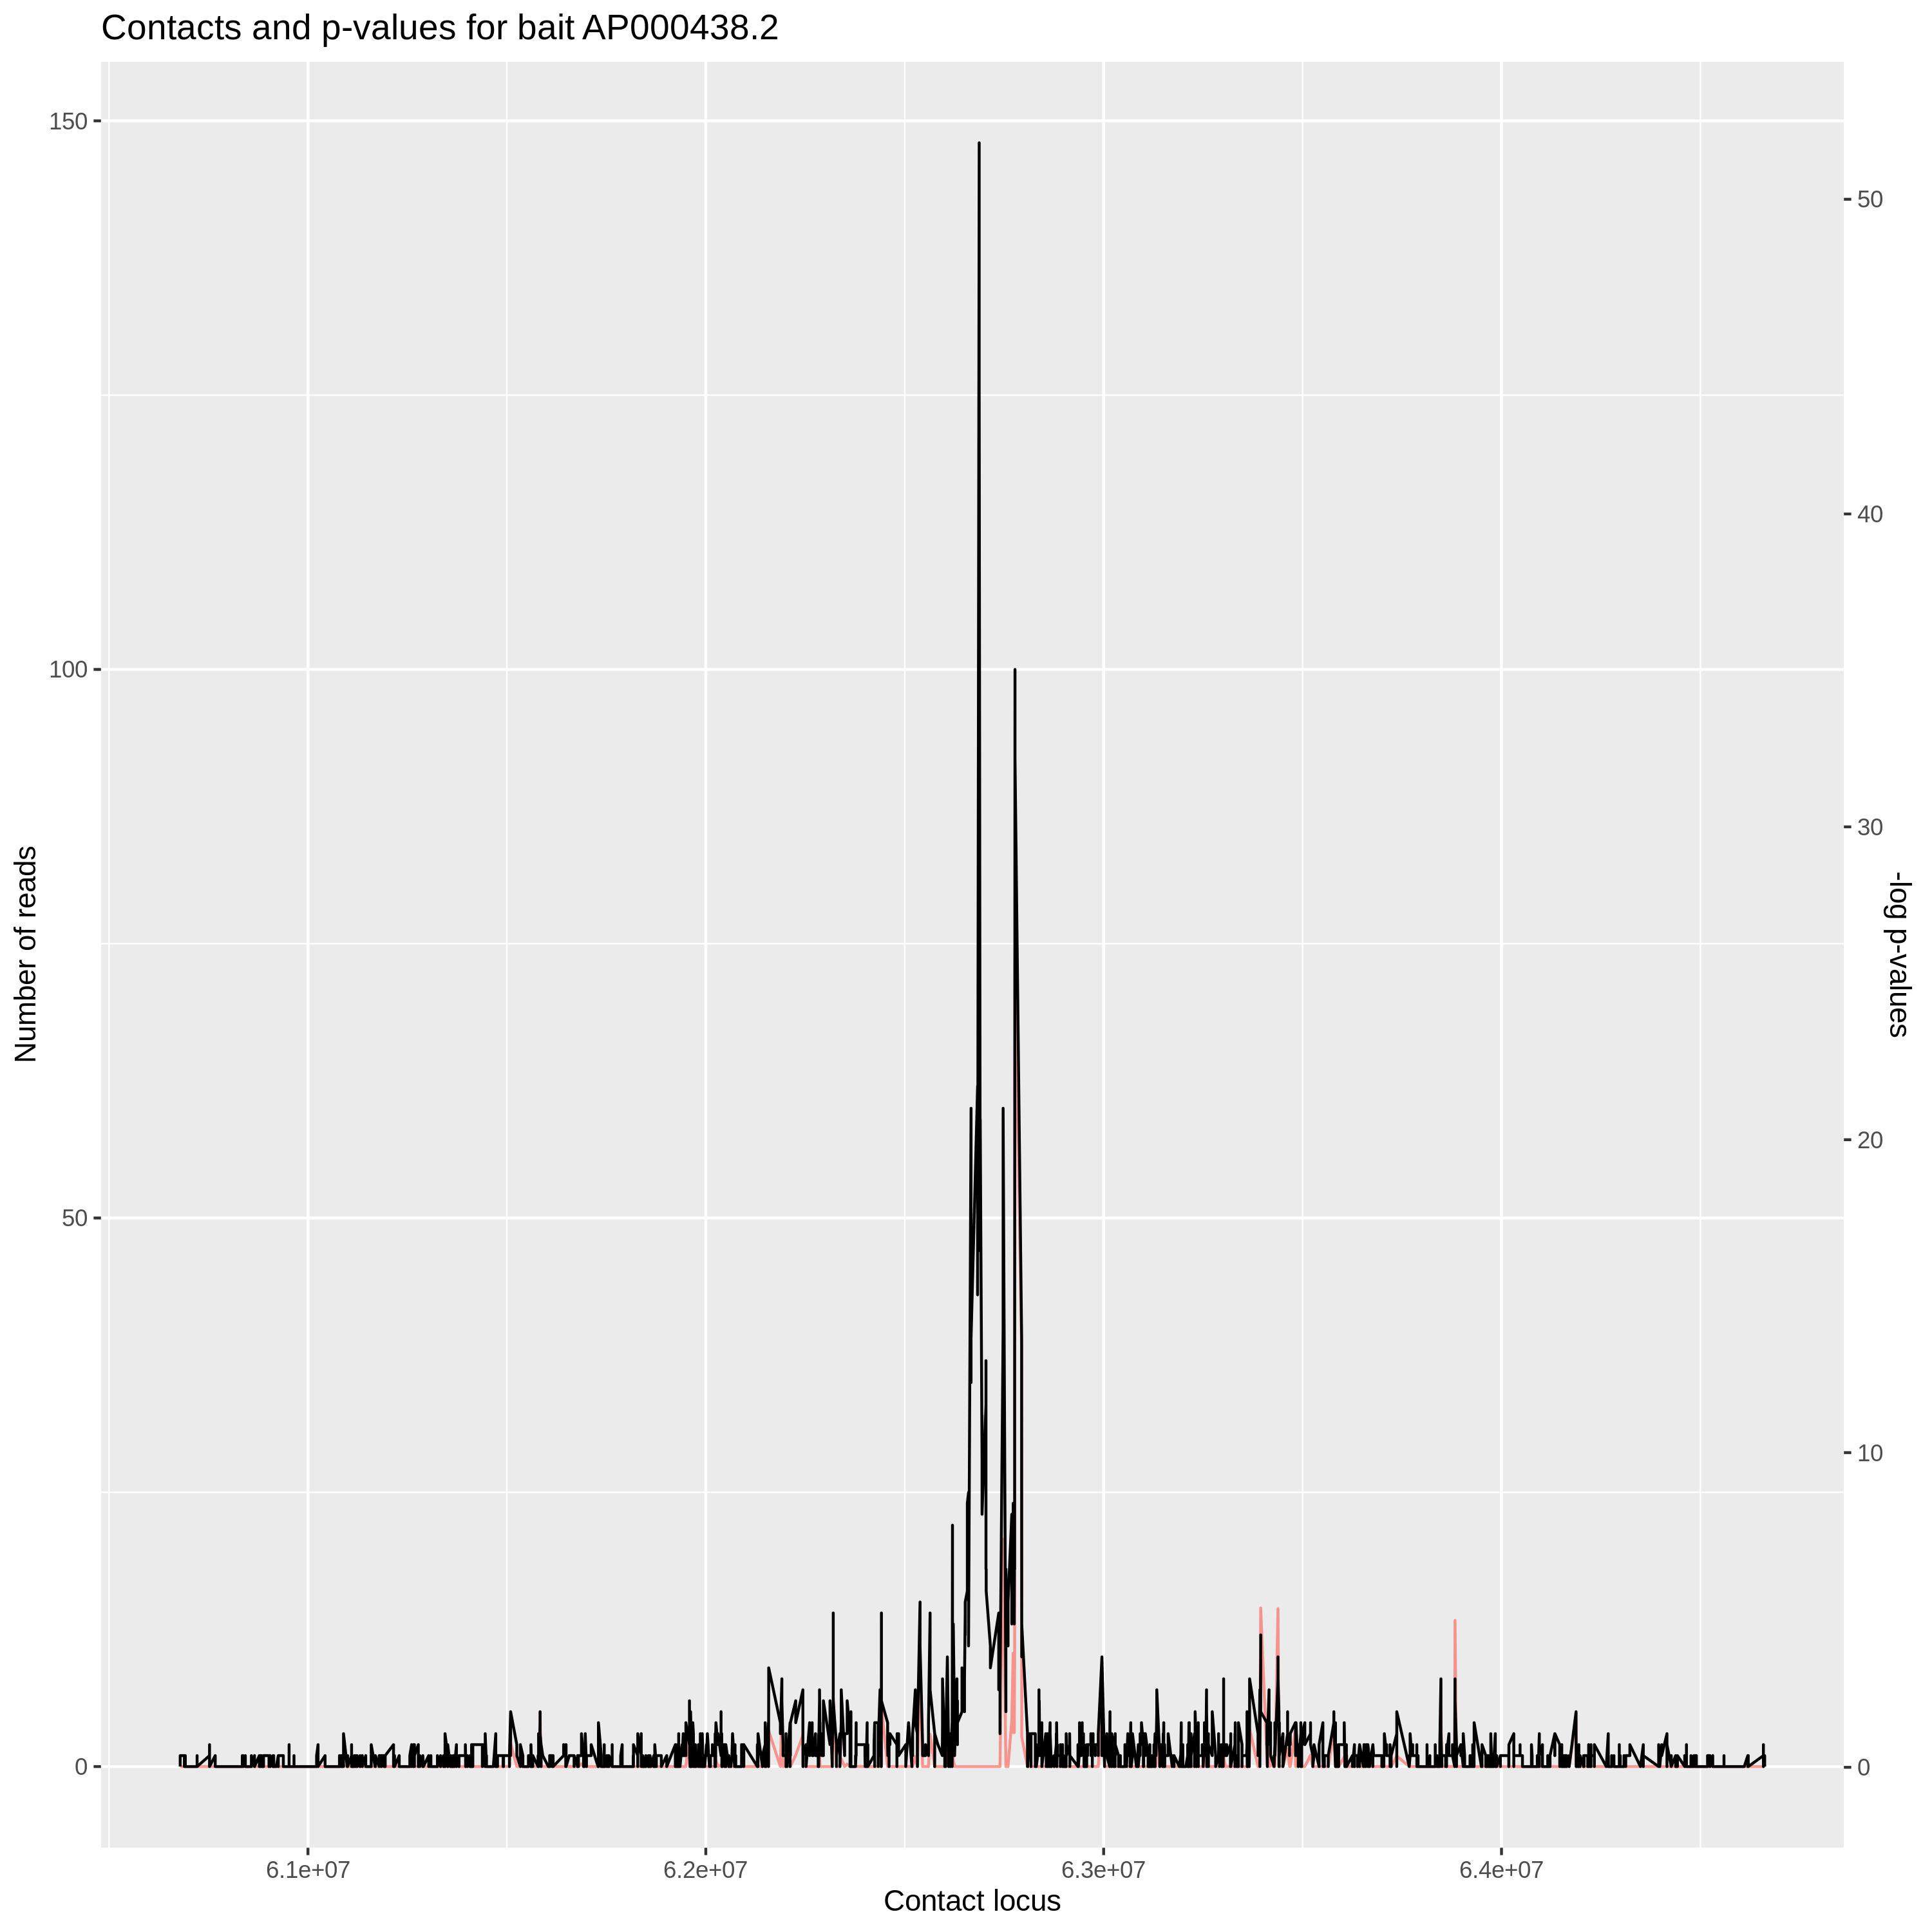 Contacts and p-values for bait AP000438.2
150
100
50
0
Number of reads
50
40
30
20
10
0
-log p-values
6.1e+07
6.2e+07
6.3e+07
6.4e+07
Contact locus